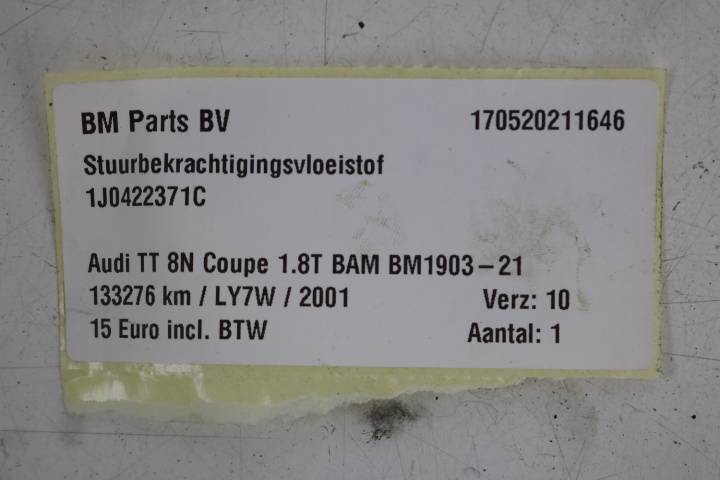 BM Parts BV 170520211646
Stuurbekrachtigingsvloeistof
1J0422371C
Audi TT 8N Coupe 1.8T BAM BM1903-21
133276 km / LY7W / 2001 Verz: 10
15 Euro incl. BTW Aantal: 1